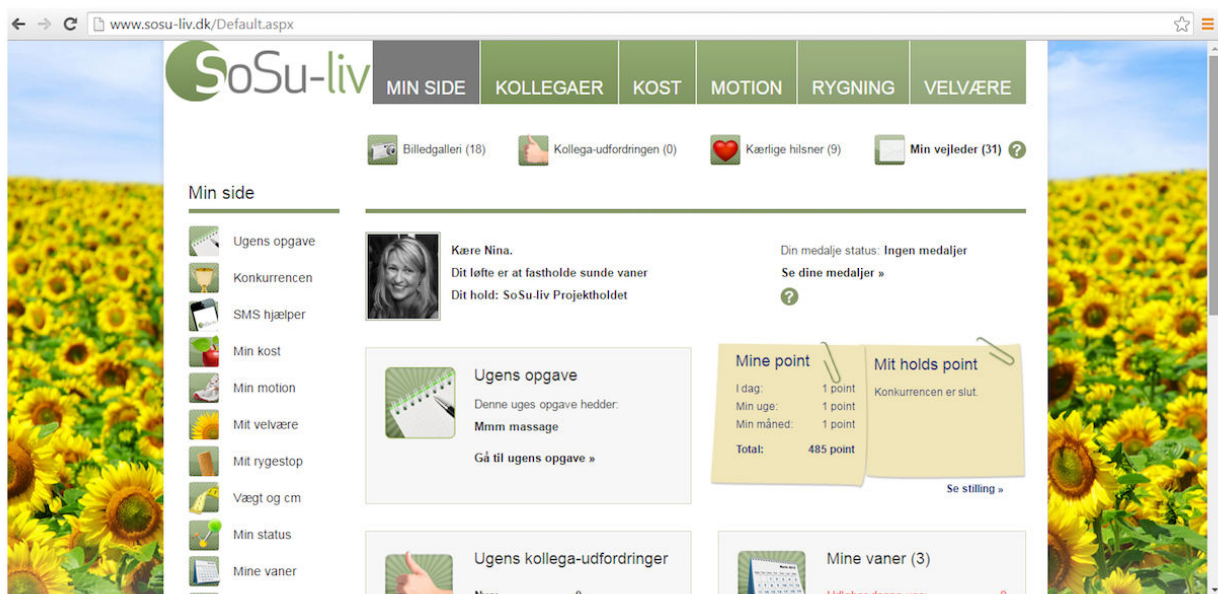 www.sosu-liv.dk/Default.aspx
SoSu-liv
MIN SIDE
KOLLEGAER
KOST
MOTION
RYGNING
VELVÆRE
Billedgalleri (18)
Kollega-udfordringen (0)
Kærlige hilsner (9)
Min vejleder (31)
?
Min side
Ugens opgave
Konkurrencen
SMS hjælper
Min kost
Min motion
Mit velvære
Mit rygestop
Vægt og cm
Min status
Mine vaner
Kære Nina.
Dit løfte er at fastholde sunde vaner
Dit hold: SoSu-liv Projektholdet
Din medalje status: Ingen medaljer
Se dine medaljer »
?
Ugens opgave
Denne uges opgave hedder:
Mmm massage
Gå til ugens opgave »
Mine point
I dag: 1 point
Min uge: 1 point
Min måned: 1 point
Total: 485 point
Mit holds point
Konkurrencen er slut.
Se stilling »
Ugens kollega-udfordringer
Mine vaner (3)